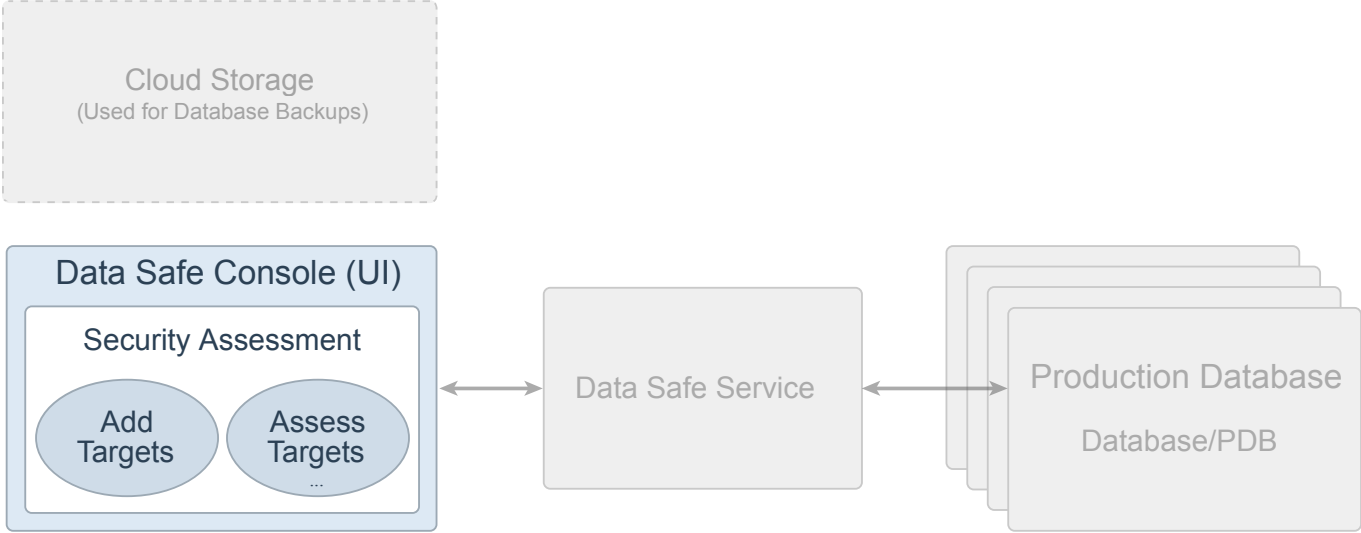 Cloud Storage
(Used for Database Backups)
Data Safe Console (UI)
Security Assessment
Add
Targets
Assess
Targets
...
Data Safe Service
Production Database
Database/PDB